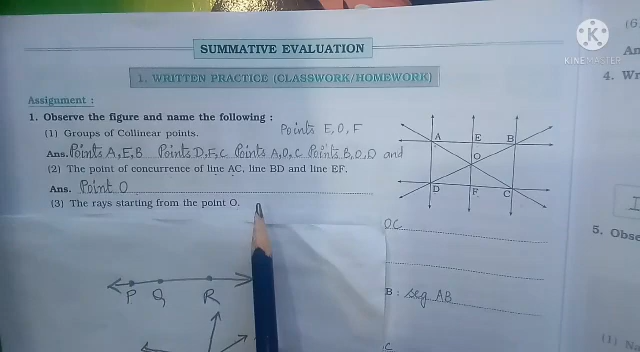 SUMMATIVE EVALUATION
1. WRITTEN PRACTICE (CLASSWORK/HOMEWORK)
Assignment :
1. Observe the figure and name the following :
(1) Groups of Collinear points. Points E, O, F
Ans. Points A, E, B Points D, F, C Points A, O, C Points B, O, D and
(2) The point of concurrence of line AC, line BD and line EF.
Ans. Point O
(3) The rays starting from the point O.
A E B
O
D F C
OC
B : seg AB
P Q R
C
K
KINEMASTER
(6
An
4. Wr
5. Obse
(1) Na